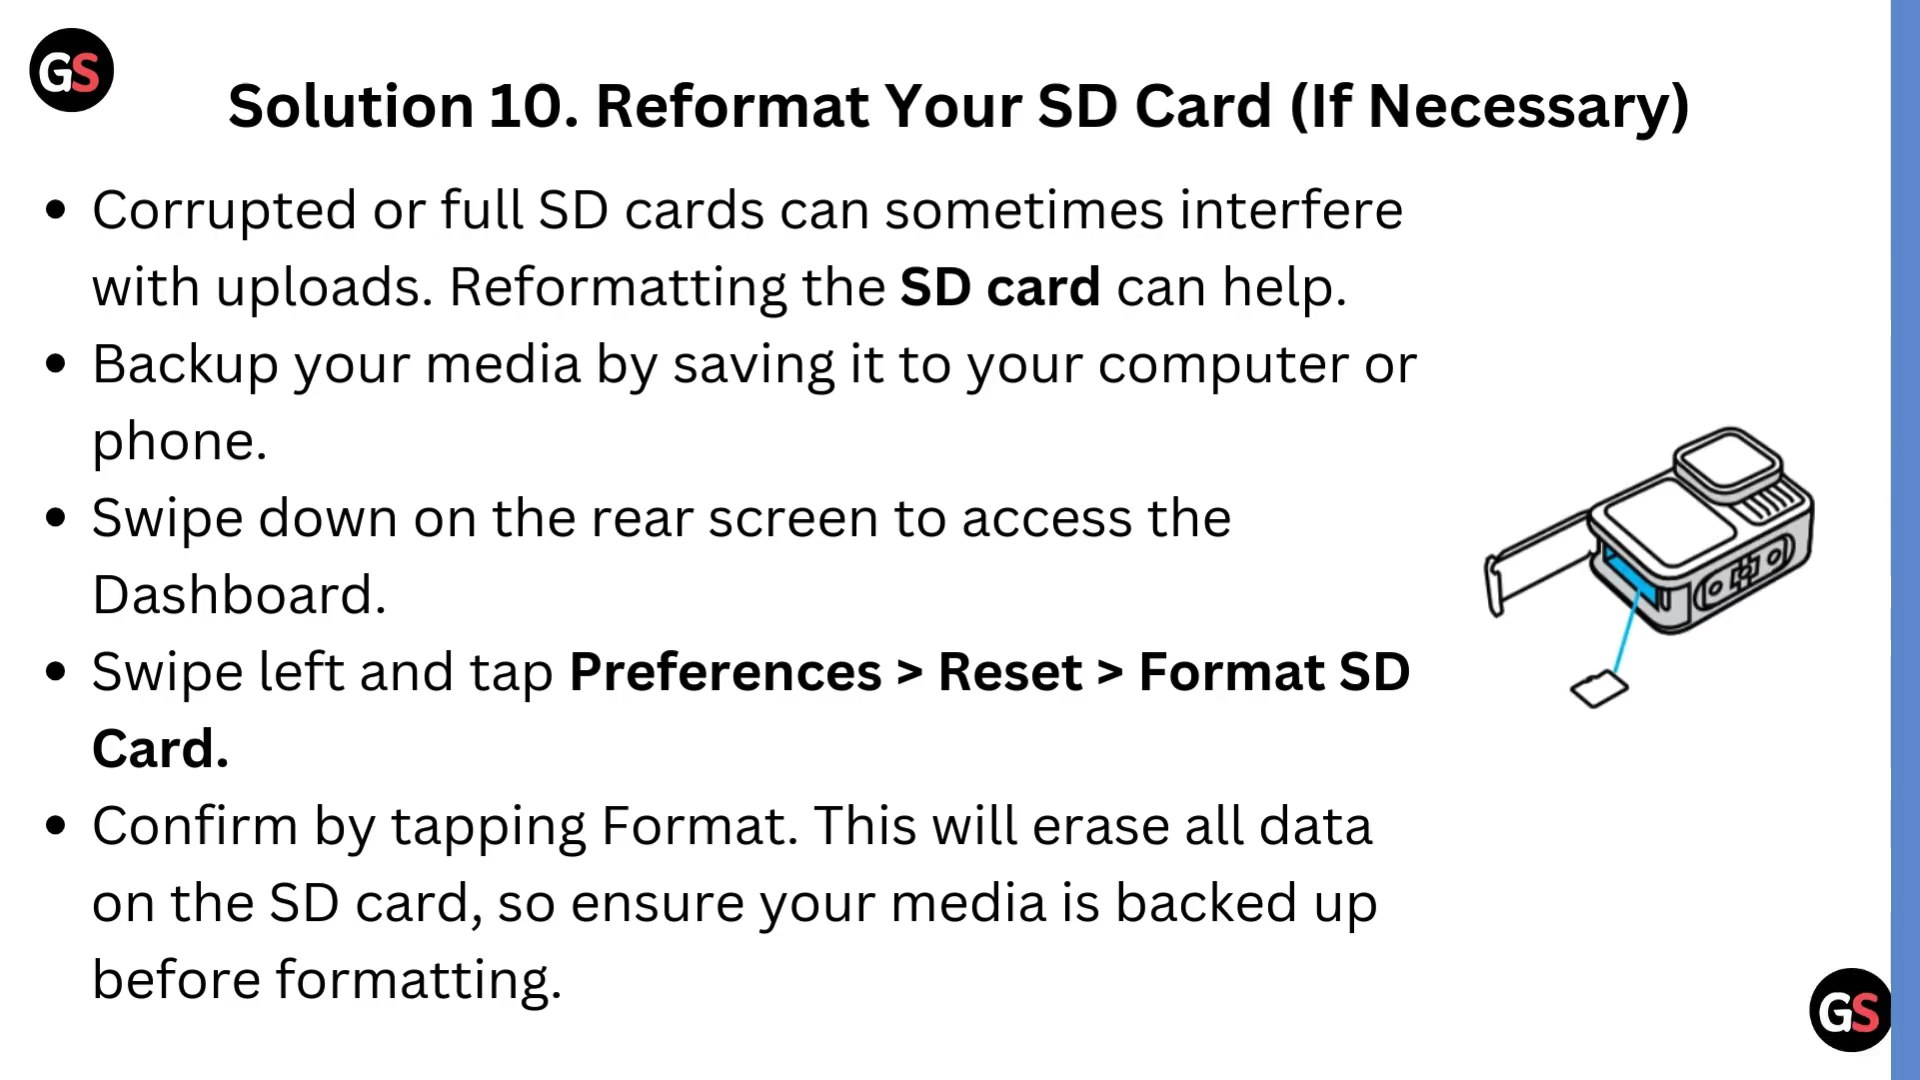 GS
Solution 10. Reformat Your SD Card (If Necessary)
• Corrupted or full SD cards can sometimes interfere
with uploads. Reformatting the SD card can help.
• Backup your media by saving it to your computer or
phone.
• Swipe down on the rear screen to access the
Dashboard.
• Swipe left and tap Preferences > Reset > Format SD
Card.
• Confirm by tapping Format. This will erase all data
on the SD card, so ensure your media is backed up
before formatting.
GS